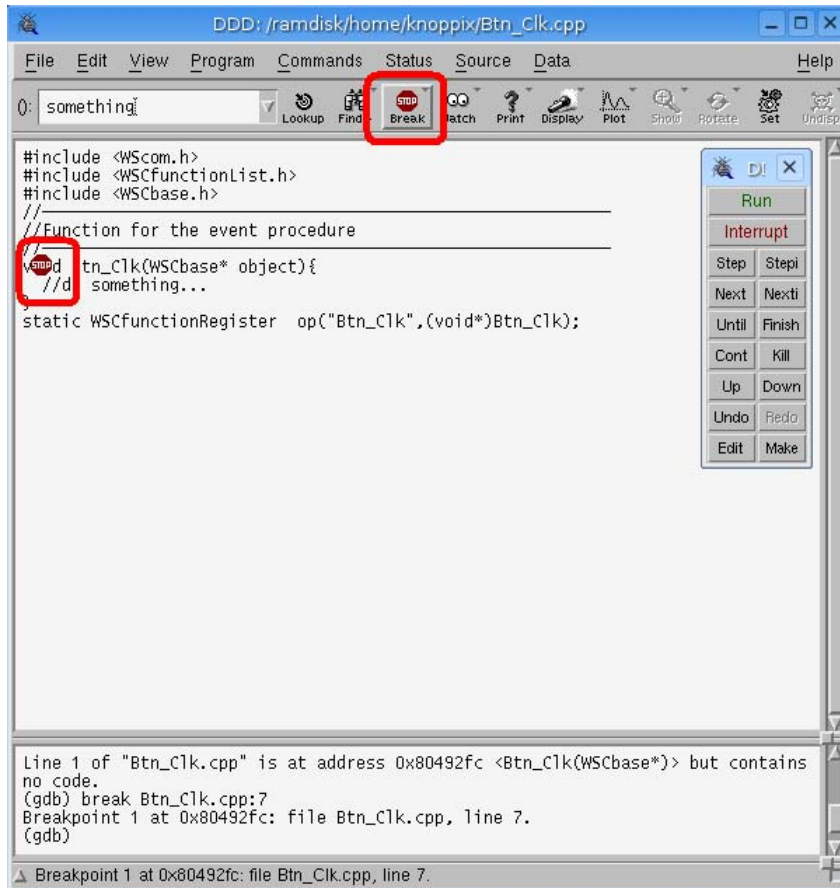 DDD: /ramdisk/home/knoppix/Btn_Clk.cpp
File Edit View Program Commands Status Source Data Help
(): something
Lookup Find Break Watch Print Display Plot Show Rotate Set Undisp
#include <WScom.h>
#include <WSCfunctionList.h>
#include <WSCbase.h>
//
//Function for the event procedure
//
STOP
v d tn_Clk(WSCbase* object){
//d something...
}
static WSCfunctionRegister op("Btn_Clk",(void*)Btn_Clk);
Run
Interrupt
Step Stepi
Next Nexti
Until Finish
Cont Kill
Up Down
Undo Redo
Edit Make
Line 1 of "Btn_Clk.cpp" is at address 0x80492fc <Btn_Clk(WSCbase*)> but contains
no code.
(gdb) break Btn_Clk.cpp:7
Breakpoint 1 at 0x80492fc: file Btn_Clk.cpp, line 7.
(gdb)
Breakpoint 1 at 0x80492fc: file Btn_Clk.cpp, line 7.